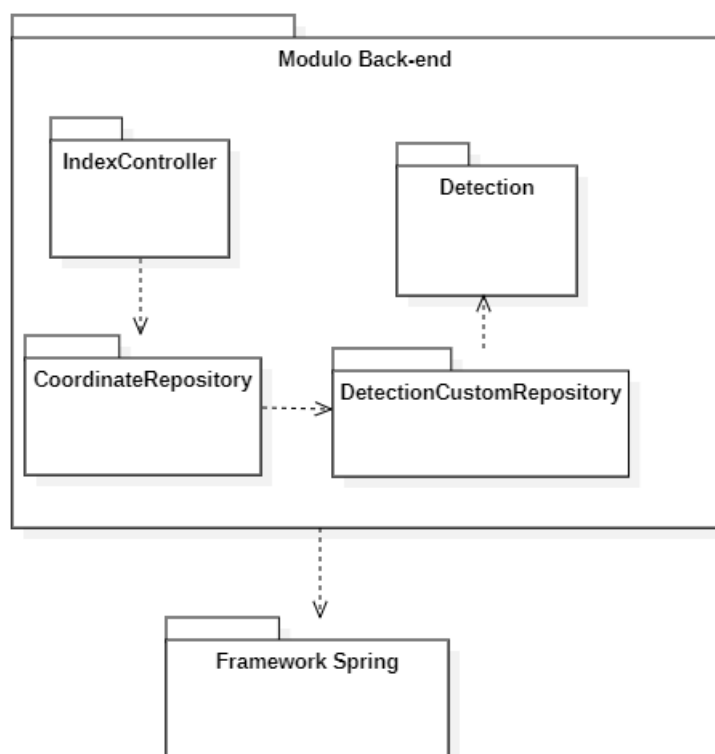 Modulo Back-end
IndexController
Detection
CoordinateRepository
DetectionCustomRepository
Framework Spring